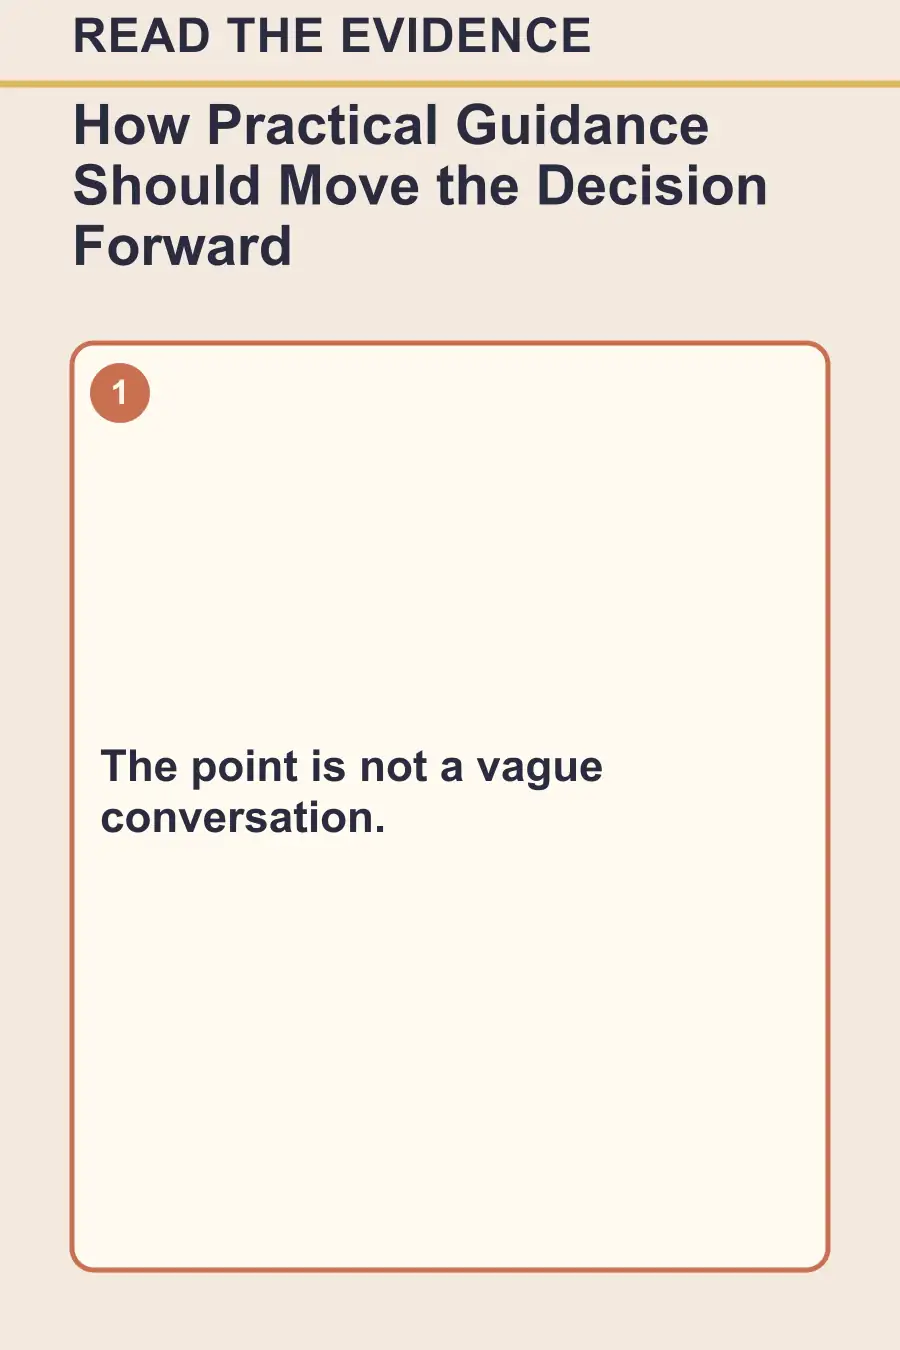 READ THE EVIDENCE
How Practical Guidance
Should Move the Decision
Forward
1
The point is not a vague
conversation.